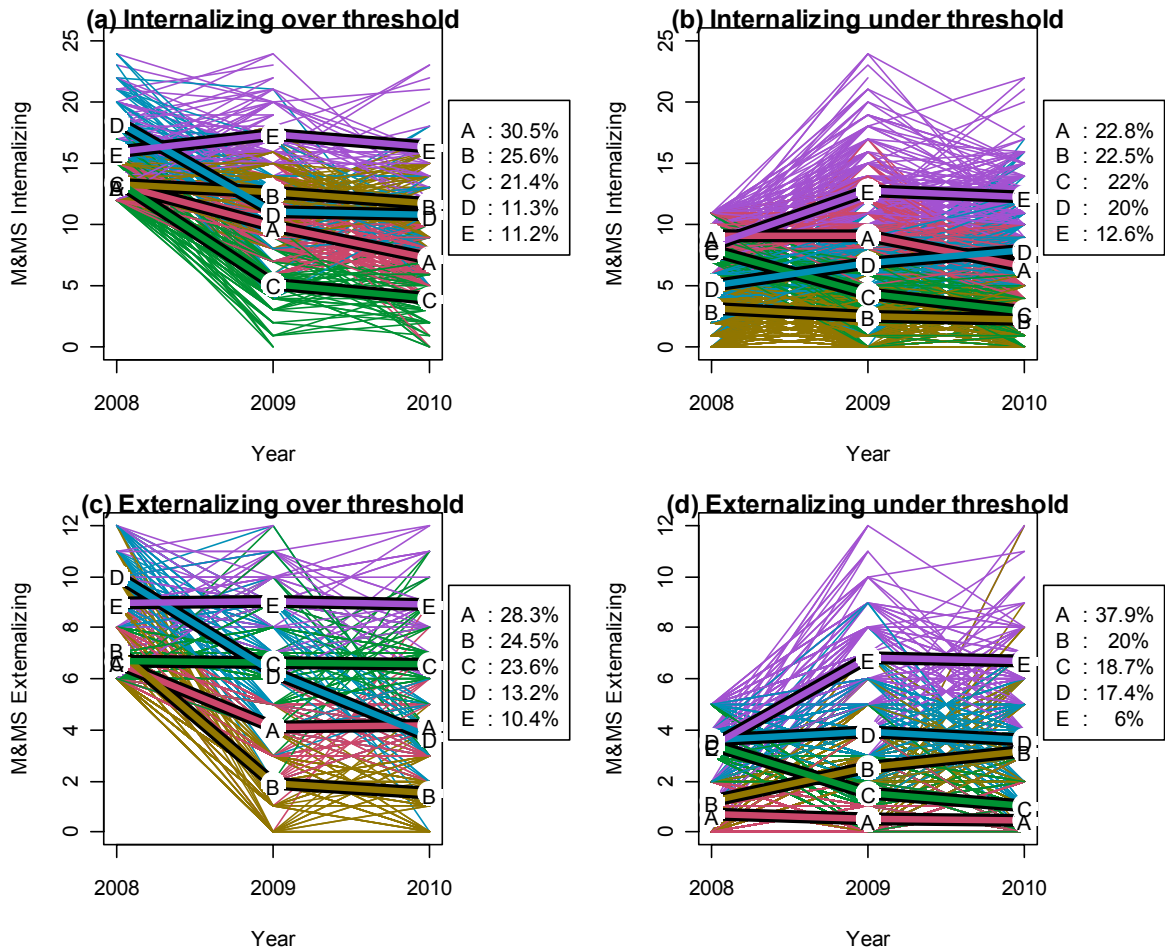 (a) Internalizing over threshold
M&MS Internalizing
25
20
15
10
5
0
D
E
C
B
A
E
B
D
A
C
E
B
D
A
C
2008
2009
2010
Year
A : 30.5%
B : 25.6%
C : 21.4%
D : 11.3%
E : 11.2%
(b) Internalizing under threshold
M&MS Internalizing
25
20
15
10
5
0
A
E
C
D
B
E
A
D
C
B
E
D
A
C
B
2008
2009
2010
Year
A : 22.8%
B : 22.5%
C : 22%
D : 20%
E : 12.6%
(c) Externalizing over threshold
M&MS Externalizing
12
10
8
6
4
2
0
D
E
B
C
A
E
C
D
A
B
E
C
A
D
B
2008
2009
2010
Year
A : 28.3%
B : 24.5%
C : 23.6%
D : 13.2%
E : 10.4%
(d) Externalizing under threshold
M&MS Externalizing
12
10
8
6
4
2
0
D
E
C
B
A
E
D
B
C
A
E
D
B
C
A
2008
2009
2010
Year
A : 37.9%
B : 20%
C : 18.7%
D : 17.4%
E : 6%